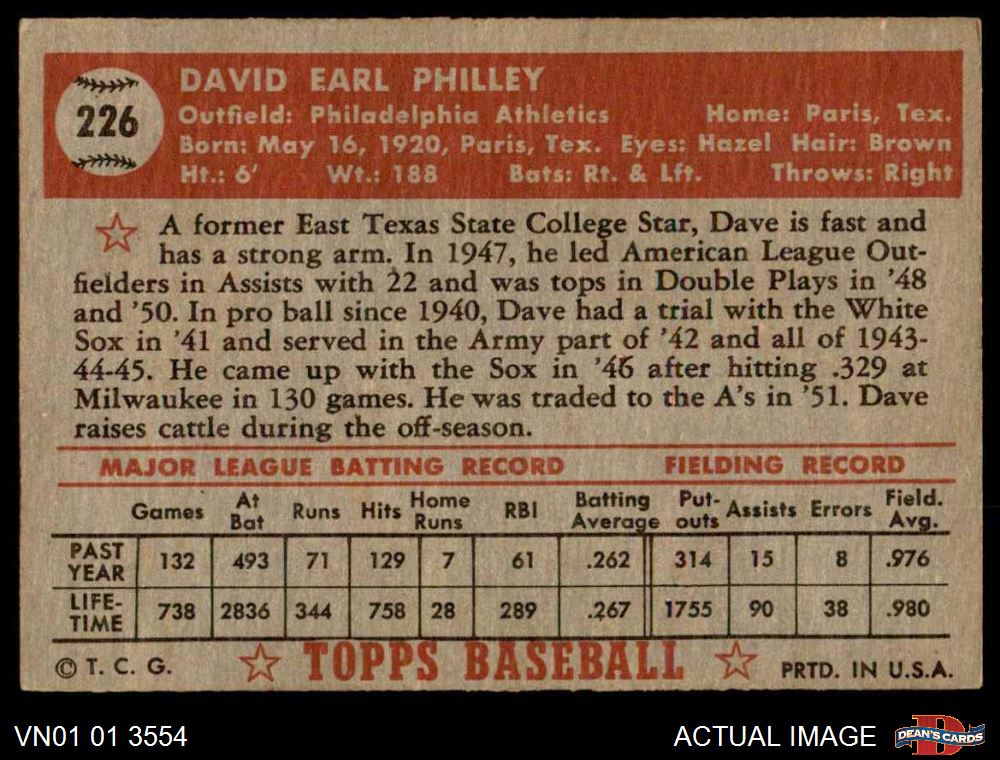 226
DAVID EARL PHILLEY
Outfield: Philadelphia Athletics Home: Paris, Tex.
Born: May 16, 1920, Paris, Tex. Eyes: Hazel Hair: Brown
Ht.: 6' Wt.: 188 Bats: Rt. & Lft. Throws: Right
A former East Texas State College Star, Dave is fast and
has a strong arm. In 1947, he led American League Out-
fielders in Assists with 22 and was tops in Double Plays in '48
and '50. In pro ball since 1940, Dave had a trial with the White
Sox in '41 and served in the Army part of '42 and all of 1943-
44-45. He came up with the Sox in '46 after hitting .329 at
Milwaukee in 130 games. He was traded to the A's in '51. Dave
raises cattle during the off-season.
MAJOR LEAGUE BATTING RECORD FIELDING RECORD
Games At Bat Runs Hits Home Runs RBI Batting Average Put-outs Assists Errors Field. Avg.
PAST YEAR 132 493 71 129 7 61 .262 314 15 8 .976
LIFE-TIME 738 2836 344 758 28 289 .267 1755 90 38 .980
© T. C. G. TOPPS BASEBALL PRTD. IN U.S.A.
VN01 01 3554 ACTUAL IMAGE D DEAN'S CARDS